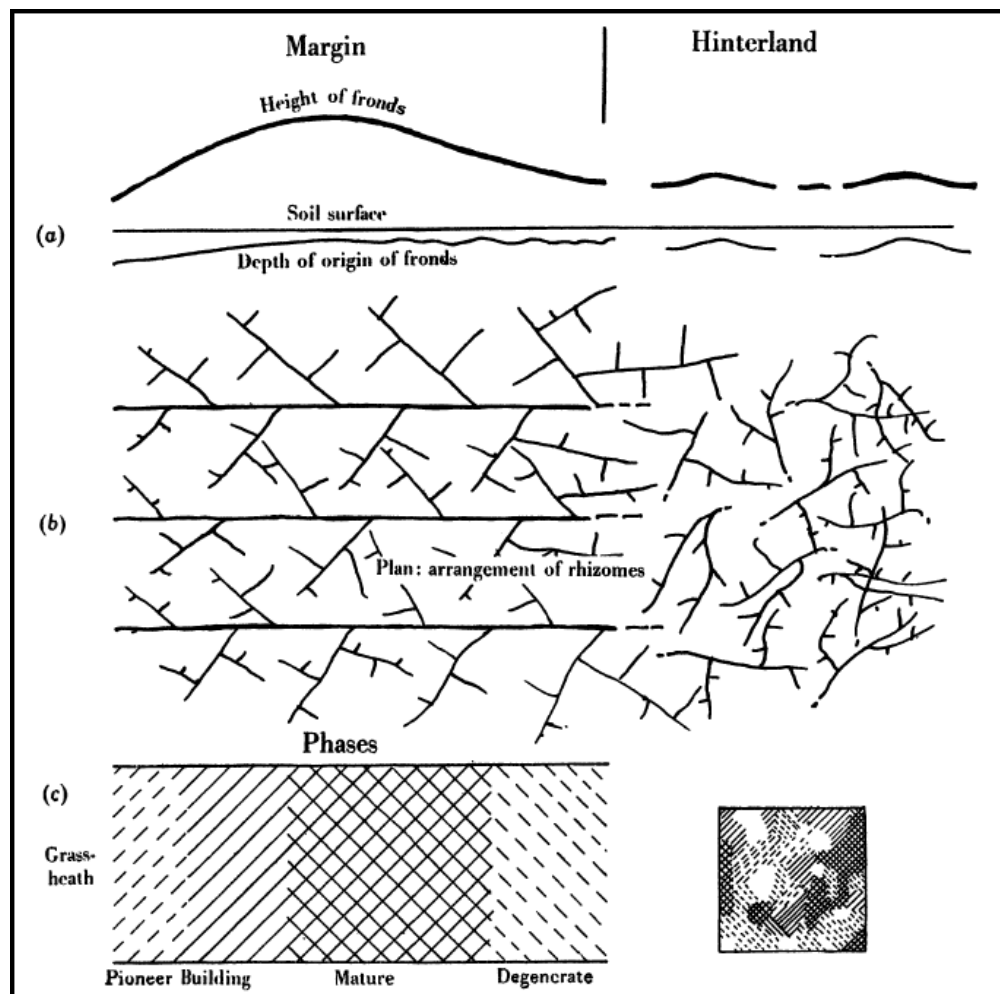 Margin
Hinterland
Height of fronds
Soil surface
(a)
Depth of origin of fronds
(b)
Plan: arrangement of rhizomes
Phases
(c)
Grass-
heath
Pioneer Building Mature Degenerate